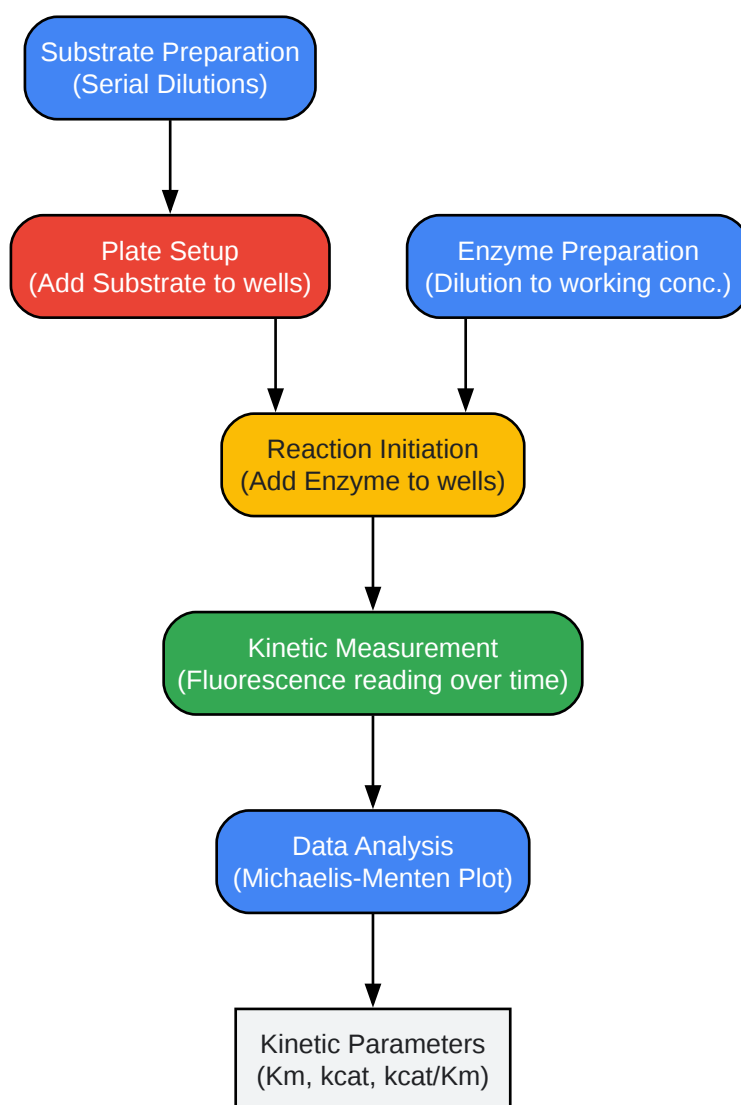 Substrate Preparation
(Serial Dilutions)
Plate Setup
(Add Substrate to wells)
Enzyme Preparation
(Dilution to working conc.)
Reaction Initiation
(Add Enzyme to wells)
Kinetic Measurement
(Fluorescence reading over time)
Data Analysis
(Michaelis-Menten Plot)
Kinetic Parameters
(Km, kcat, kcat/Km)